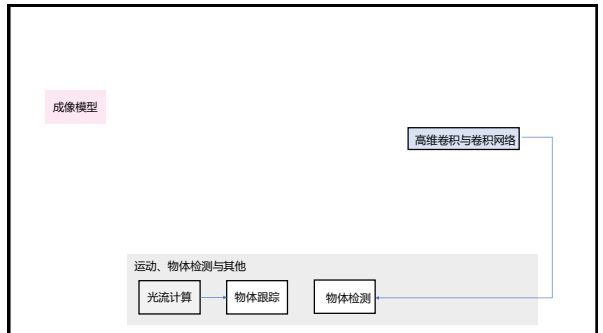 成像模型
高维卷积与卷积网络
运动、物体检测与其他
光流计算
物体跟踪
物体检测